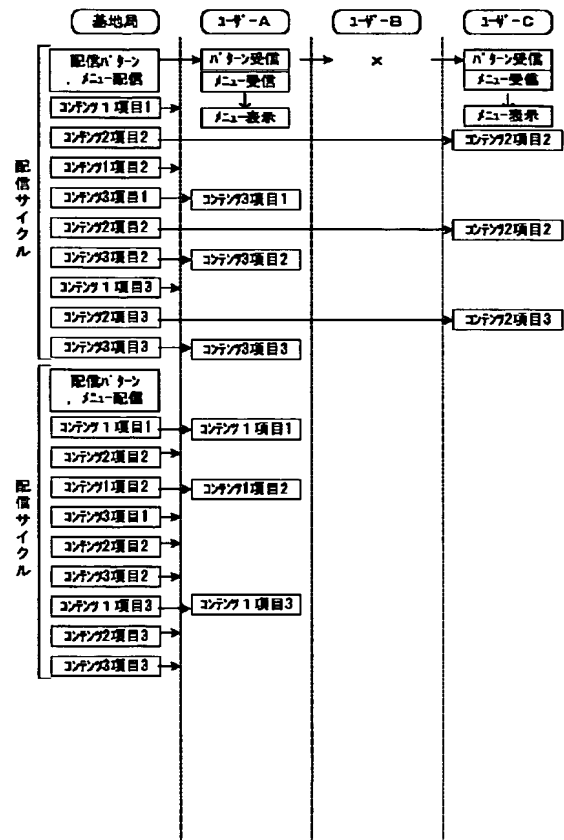 基地局 ユーザーA ユーザーB ユーザーC
配信パターン
、メニュー配信
パターン受信
メニュー受信
メニュー表示
×
パターン受信
メニュー受信
メニュー表示
配信サイクル
コンテンツ1項目1
コンテンツ2項目2 コンテンツ2項目2
コンテンツ1項目2
コンテンツ3項目1 コンテンツ3項目1
コンテンツ2項目2 コンテンツ2項目2
コンテンツ3項目2 コンテンツ3項目2
コンテンツ1項目3
コンテンツ2項目3 コンテンツ2項目3
コンテンツ3項目3 コンテンツ3項目3
配信サイクル
配信パターン
、メニュー配信
コンテンツ1項目1 コンテンツ1項目1
コンテンツ2項目2
コンテンツ1項目2 コンテンツ1項目2
コンテンツ3項目1
コンテンツ2項目2
コンテンツ3項目2
コンテンツ1項目3 コンテンツ1項目3
コンテンツ2項目3
コンテンツ3項目3